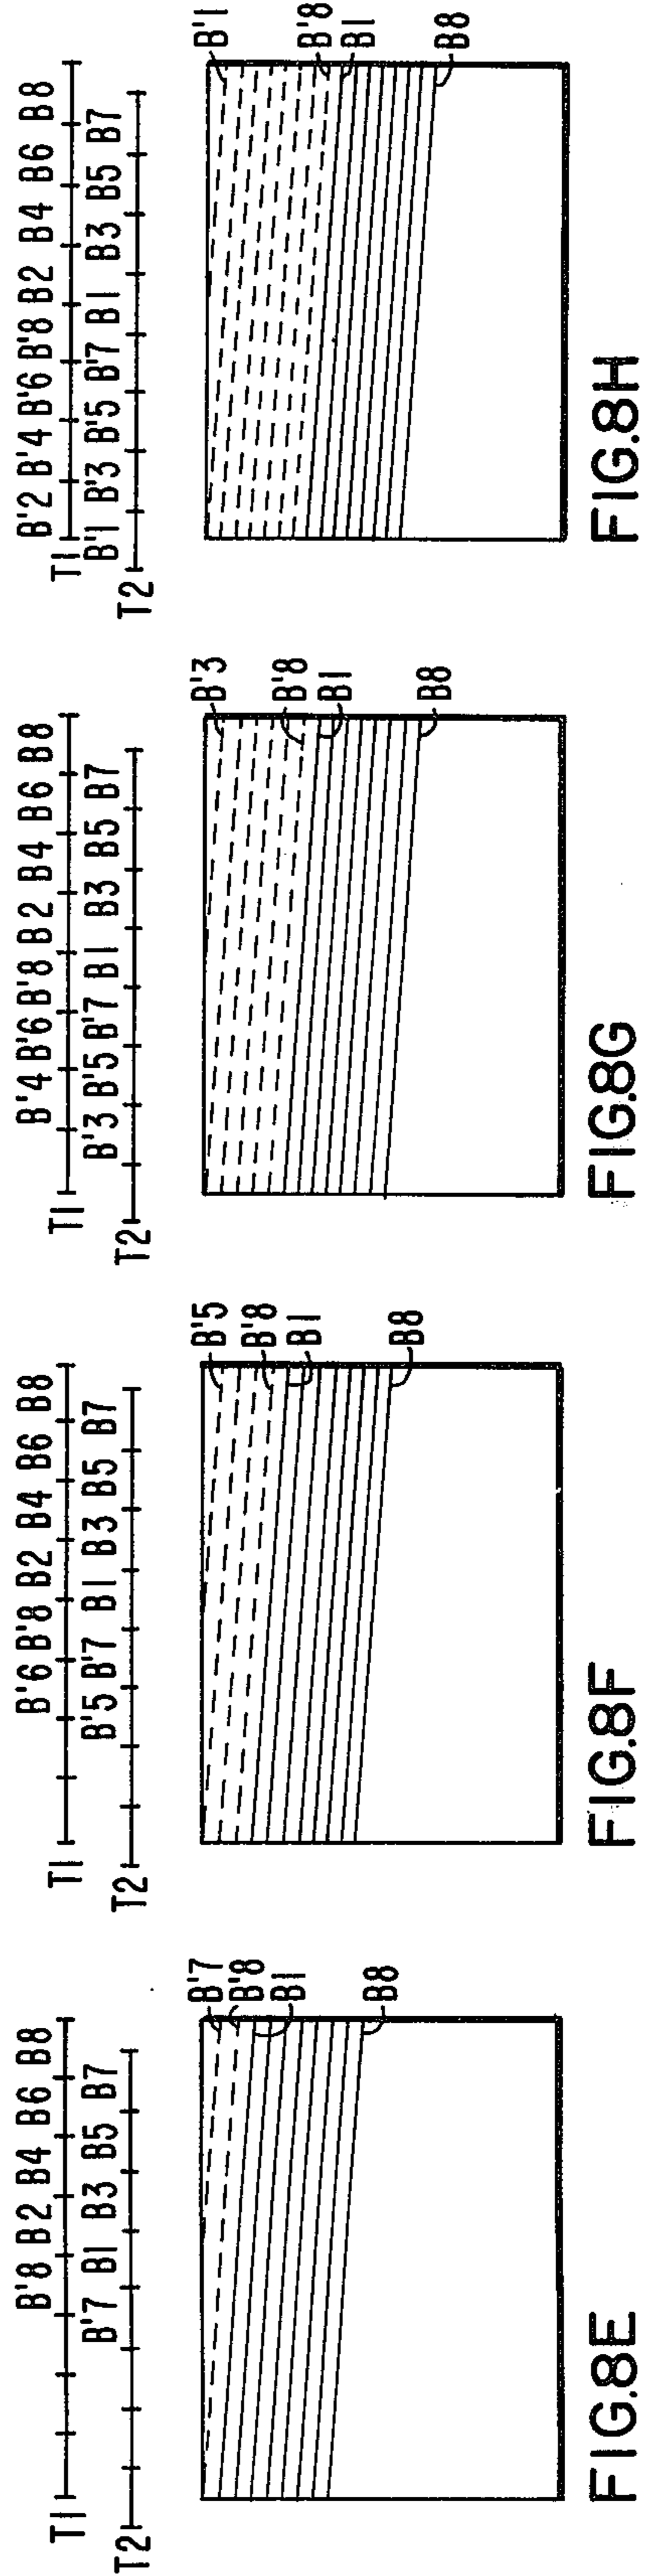 B'8 B2 B4 B6 B8
T1
B'7 B1 B3 B5 B7
T2
B'7
B'8
B1
B8
FIG.8E
B'6 B'8 B2 B4 B6 B8
T1
B'5 B'7 B1 B3 B5 B7
T2
B'5
B'8
B1
B8
FIG.8F
B'4 B'6 B'8 B2 B4 B6 B8
T1
B'3 B'5 B'7 B1 B3 B5 B7
T2
B'3
B'8
B1
B8
FIG.8G
B'2 B'4 B'6 B'8 B2 B4 B6 B8
T1
B'1 B'3 B'5 B'7 B1 B3 B5 B7
T2
B'1
B'8
B1
B8
FIG.8H